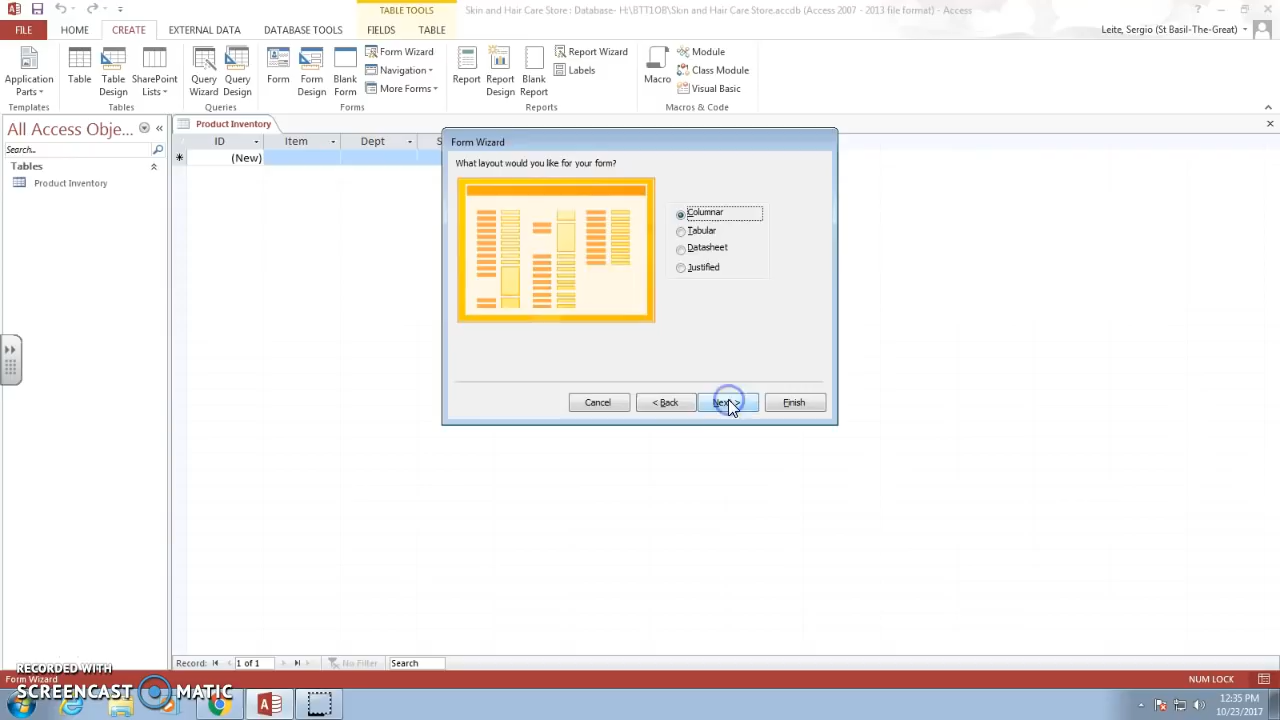 TABLE TOOLS
Skin and Hair Care Store : Database- H:\BTT1OB\Skin and Hair Care Store.accdb (Access 2007 - 2013 file format) - Access
FILE HOME CREATE EXTERNAL DATA DATABASE TOOLS FIELDS TABLE
Leite, Sergio (St Basil-The-Great)
Application Parts
Table
Table Design
SharePoint Lists
Query Wizard
Query Design
Form
Form Design
Blank Form
Form Wizard
Navigation
More Forms
Report
Report Design
Blank Report
Report Wizard
Labels
Macro
Module
Class Module
Visual Basic
Templates Tables Queries Forms Reports Macros & Code
All Access Obje...
Search...
Tables
Product Inventory
Product Inventory
ID Item Dept S
(New)
Form Wizard
What layout would you like for your form?
Columnar
Tabular
Datasheet
Justified
Cancel < Back Next > Finish
Record: 1 of 1 No Filter Search
RECORDED WITH
SCREENCAST MATIC
Form Wizard
NUM LOCK
12:35 PM
10/23/2017